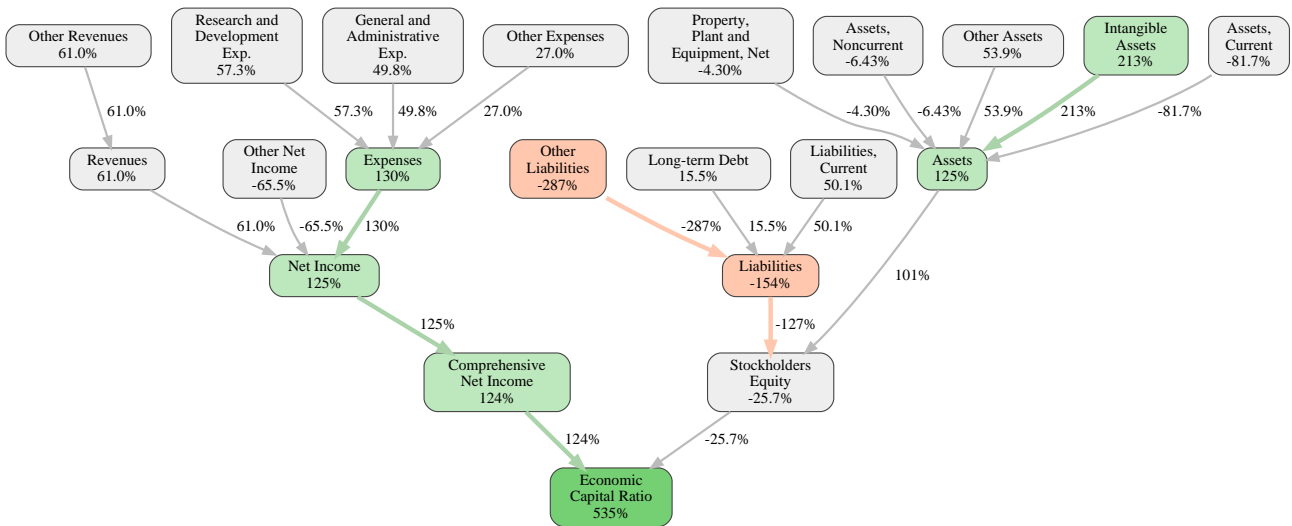 Other Revenues
61.0%
Research and
Development
Exp.
57.3%
General and
Administrative
Exp.
49.8%
Other Expenses
27.0%
Property,
Plant and
Equipment, Net
-4.30%
Assets,
Noncurrent
-6.43%
Other Assets
53.9%
Intangible
Assets
213%
Assets,
Current
-81.7%
61.0%
57.3%
49.8%
27.0%
-4.30%
-6.43%
53.9%
213%
-81.7%
Revenues
61.0%
Other Net
Income
-65.5%
Expenses
130%
Other
Liabilities
-287%
Long-term Debt
15.5%
Liabilities,
Current
50.1%
Assets
125%
61.0%
-65.5%
130%
-287%
15.5%
50.1%
Net Income
125%
Liabilities
-154%
101%
125%
-127%
Comprehensive
Net Income
124%
Stockholders
Equity
-25.7%
124%
-25.7%
Economic
Capital Ratio
535%